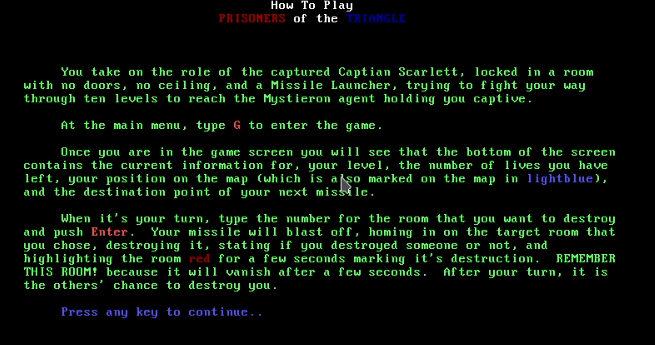 How To Play
PRISONERS of the TRIANGLE
You take on the role of the captured Captian Scarlett, locked in a room
with no doors, no ceiling, and a Missile Launcher, trying to fight your way
through ten levels to reach the Mystieron agent holding you captive.
At the main menu, type G to enter the game.
Once you are in the game screen you will see that the bottom of the screen
contains the current information for, your level, the number of lives you have
left, your position on the map (which is also marked on the map in lightblue),
and the destination point of your next missile.
When it's your turn, type the number for the room that you want to destroy
and push Enter. Your missile will blast off, homing in on the target room that
you chose, destroying it, stating if you destroyed someone or not, and
highlighting the room red for a few seconds marking it's destruction. REMEMBER
THIS ROOM! because it will vanish after a few seconds. After your turn, it is
the others' chance to destroy you.
Press any key to continue..